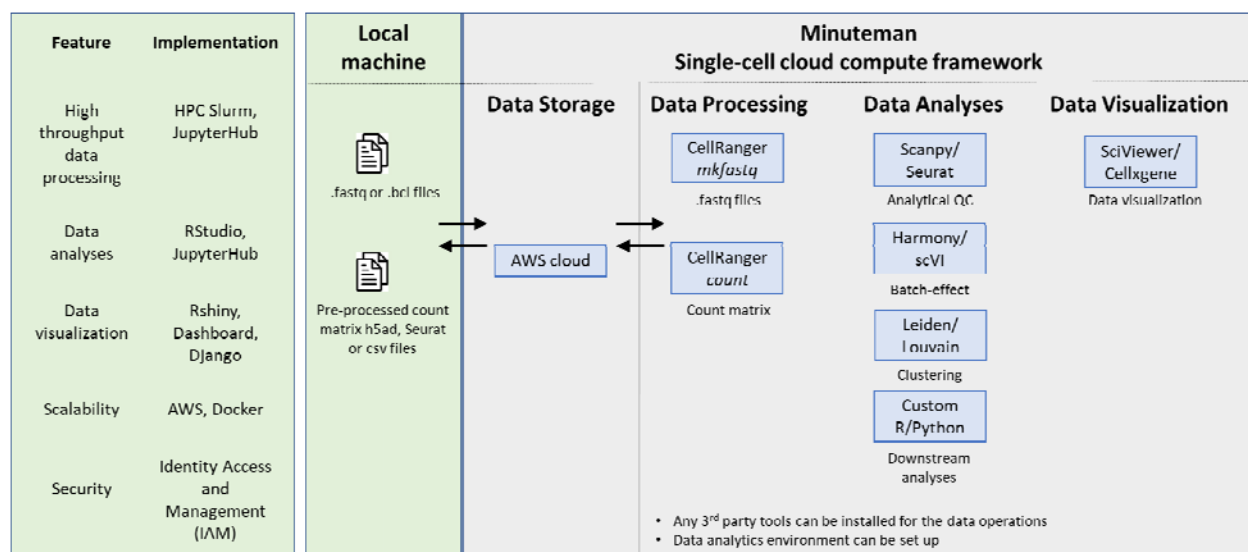 Feature Implementation
High
throughput
data
processing
HPC Slurm,
JupyterHub
Data
analyses
RStudio,
JupyterHub
Data
visualization
Rshiny,
Dashboard,
Django
Scalability
AWS, Docker
Security
Identity Access
and
Management
(IAM)
Local
machine
.fastq or .bcl files
Pre-processed count
matrix h5ad, Seurat
or csv files
Minuteman
Single-cell cloud compute framework
Data Storage
AWS cloud
Data Processing
CellRanger
mkfastq
.fastq files
CellRanger
count
Count matrix
Data Analyses
Scanpy/
Seurat
Analytical QC
Harmony/
scVI
Batch-effect
Leiden/
Louvain
Clustering
Custom
R/Python
Downstream
analyses
Data Visualization
SciViewer/
Cellxgene
Data visualization
• Any 3rd party tools can be installed for the data operations
• Data analytics environment can be set up